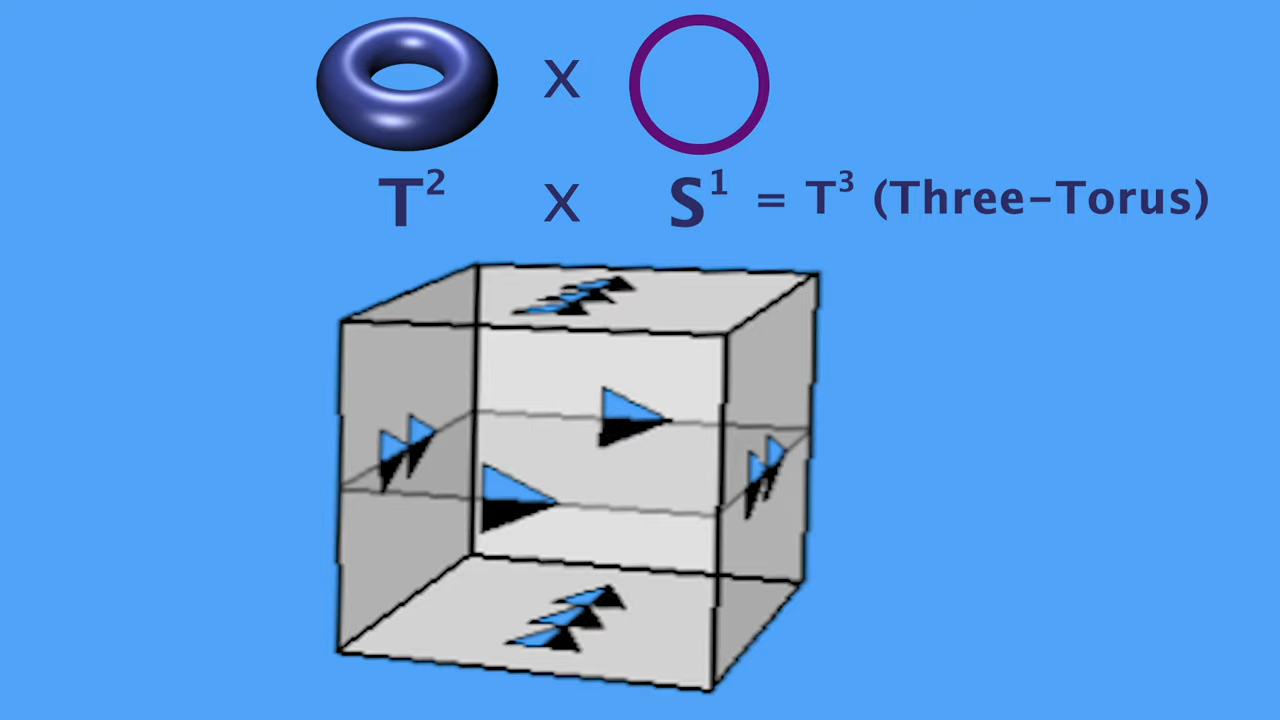 x
T² x S¹ = T³ (Three-Torus)